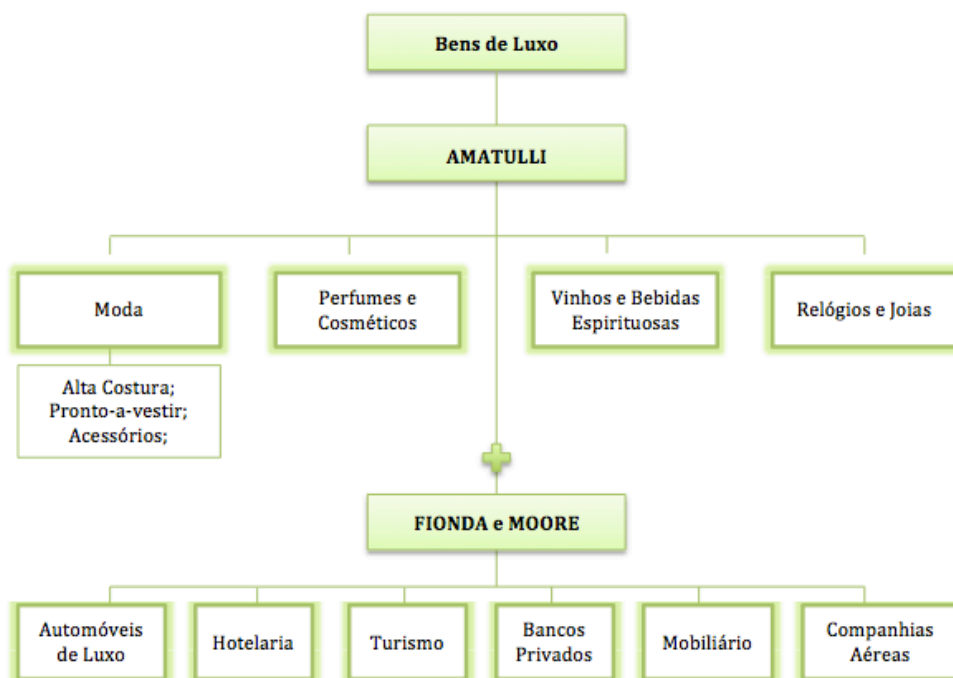 Bens de Luxo
AMATULLI
Moda
Perfumes e
Cosméticos
Vinhos e Bebidas
Espirituosas
Relógios e Joias
Alta Costura;
Pronto-a-vestir;
Acessórios;
FIONDA e MOORE
Automóveis
de Luxo
Hotelaria
Turismo
Bancos
Privados
Mobiliário
Companhias
Aéreas